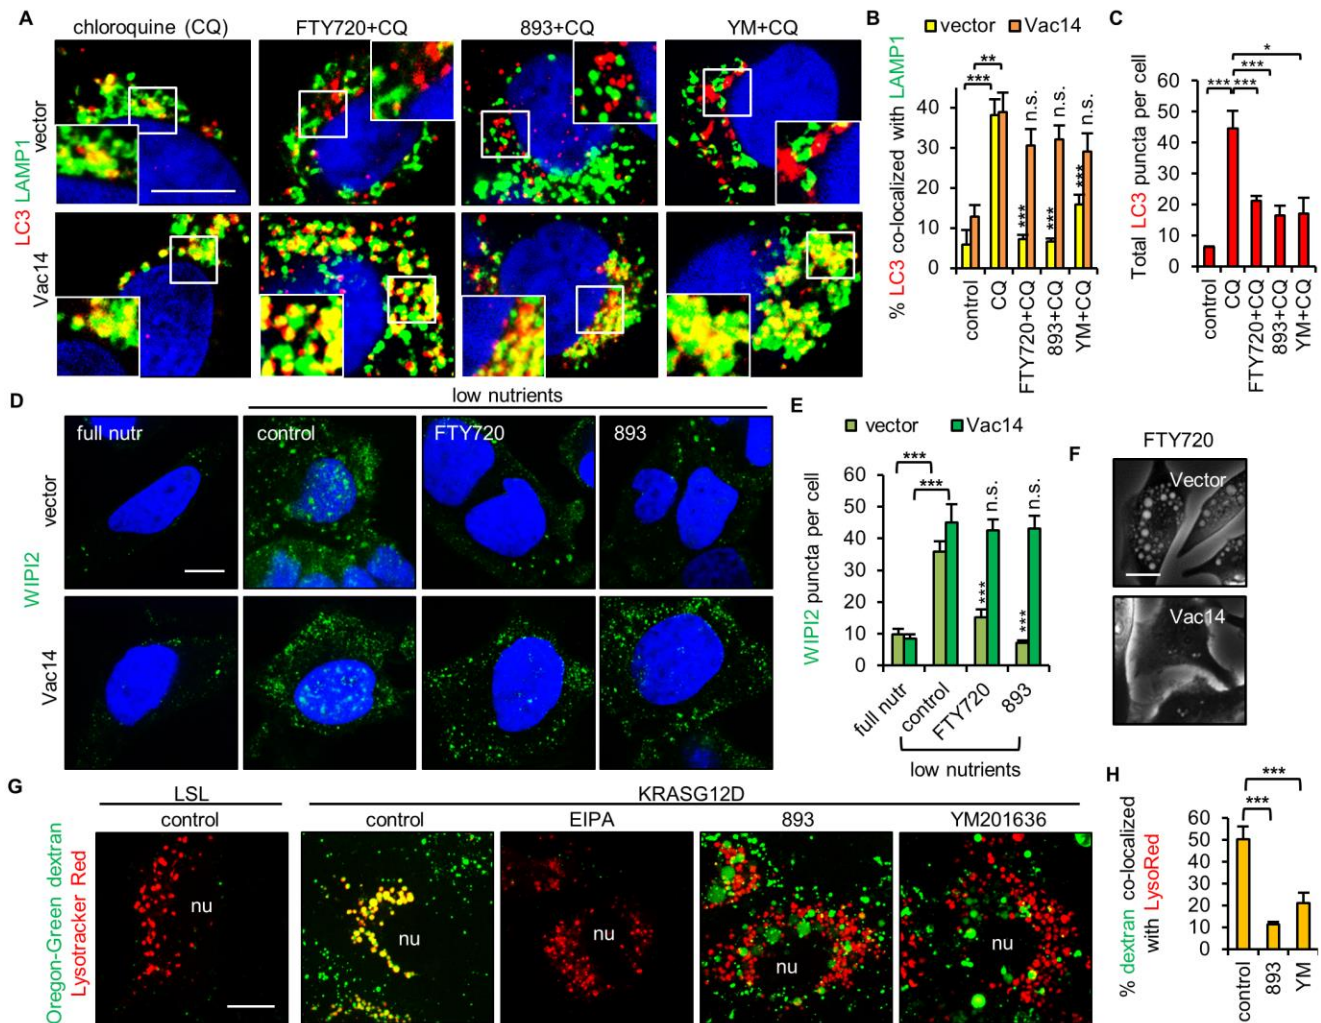 A
chloroquine (CQ)
FTY720+CQ
893+CQ
YM+CQ
LC3 LAMP1
vector
Vac14
B
vector
Vac14
% LC3 co-localized with LAMP1
40
30
20
10
0
**
***
***
n.s.
***
n.s.
***
n.s.
control
CQ
FTY720+CQ
893+CQ
YM+CQ
C
Total LC3 puncta per cell
60
50
40
30
20
10
0
*
***
***
***
control
CQ
FTY720+CQ
893+CQ
YM+CQ
D
low nutrients
full nutr
control
FTY720
893
WIPI2
vector
Vac14
E
vector
Vac14
WIPI2 puncta per cell
60
50
40
30
20
10
0
***
***
***
n.s.
***
n.s.
full nutr
control
FTY720
893
low nutrients
F
FTY720
Vector
Vac14
G
LSL
KRASG12D
control
control
EIPA
893
YM201636
Oregon-Green dextran
Lysotracker Red
nu
nu
nu
nu
nu
H
% dextran co-localized
with LysoRed
60
50
40
30
20
10
0
***
***
control
893
YM